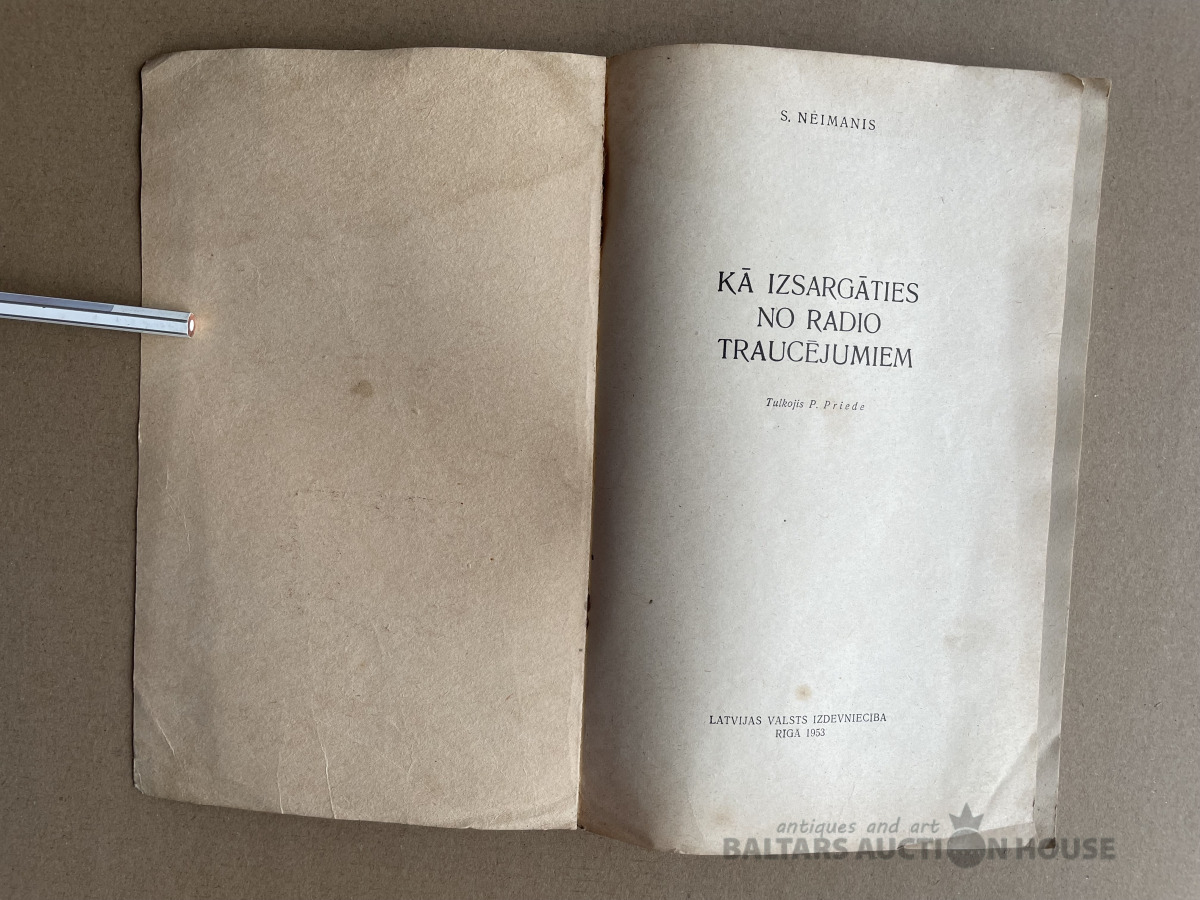 S. NEIMANIS
KĀ IZSARGĀTIES
NO RADIO
TRAUCĒJUMIEM
Tulkojis P. Priede
LATVIJAS VALSTS IZDEVNIECĪBA
RĪGĀ 1953
antiques and art
BALTARS AUCTION HOUSE